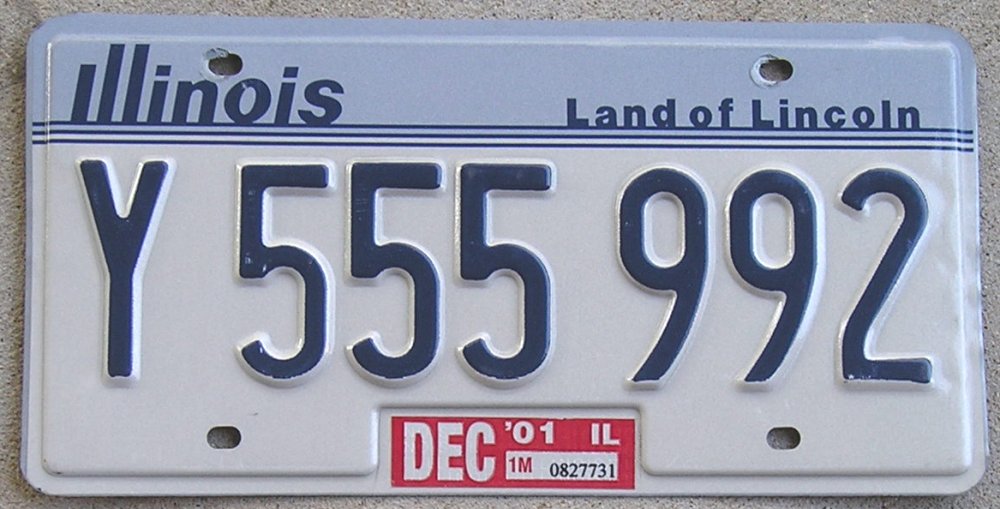 Illinois
Land of Lincoln
Y 555 992
DEC '01 IL
1M 0827731